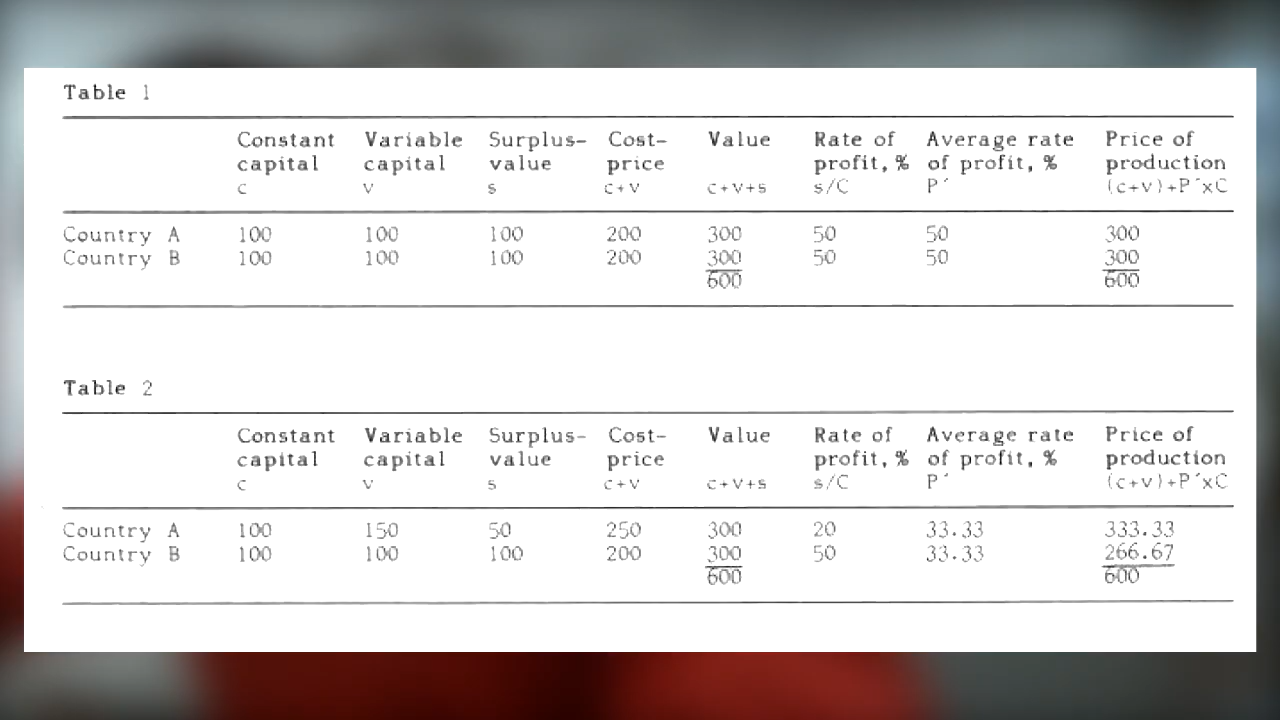 Table 1
Constant Variable Surplus- Cost- Value Rate of Average rate Price of
capital capital value price profit, % of profit, % production
c v s c+v c+v+s s/C P´ (c+v)+P´xC
Country A 100 100 100 200 300 50 50 300
Country B 100 100 100 200 300 50 50 300
600 600
Table 2
Constant Variable Surplus- Cost- Value Rate of Average rate Price of
capital capital value price profit, % of profit, % production
c v s c+v c+v+s s/C P´ (c+v)+P´xC
Country A 100 150 50 250 300 20 33.33 333.33
Country B 100 100 100 200 300 50 33.33 266.67
600 600